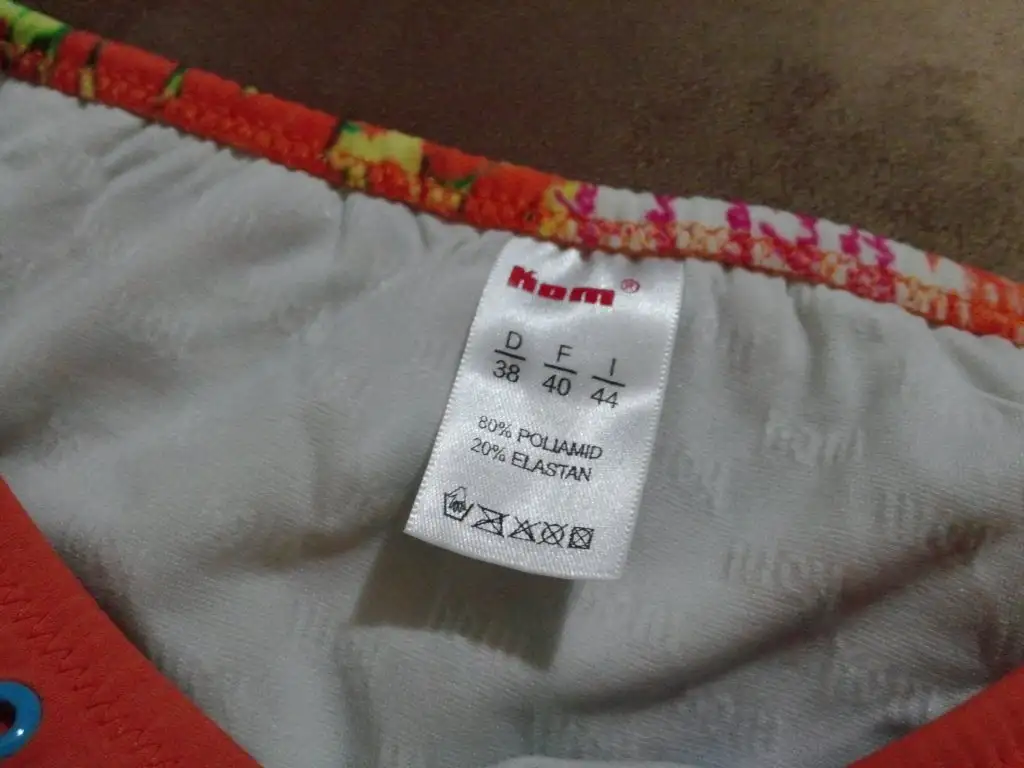 Kom ®
D F I
38 40 44
80% POLIAMID
20% ELASTAN